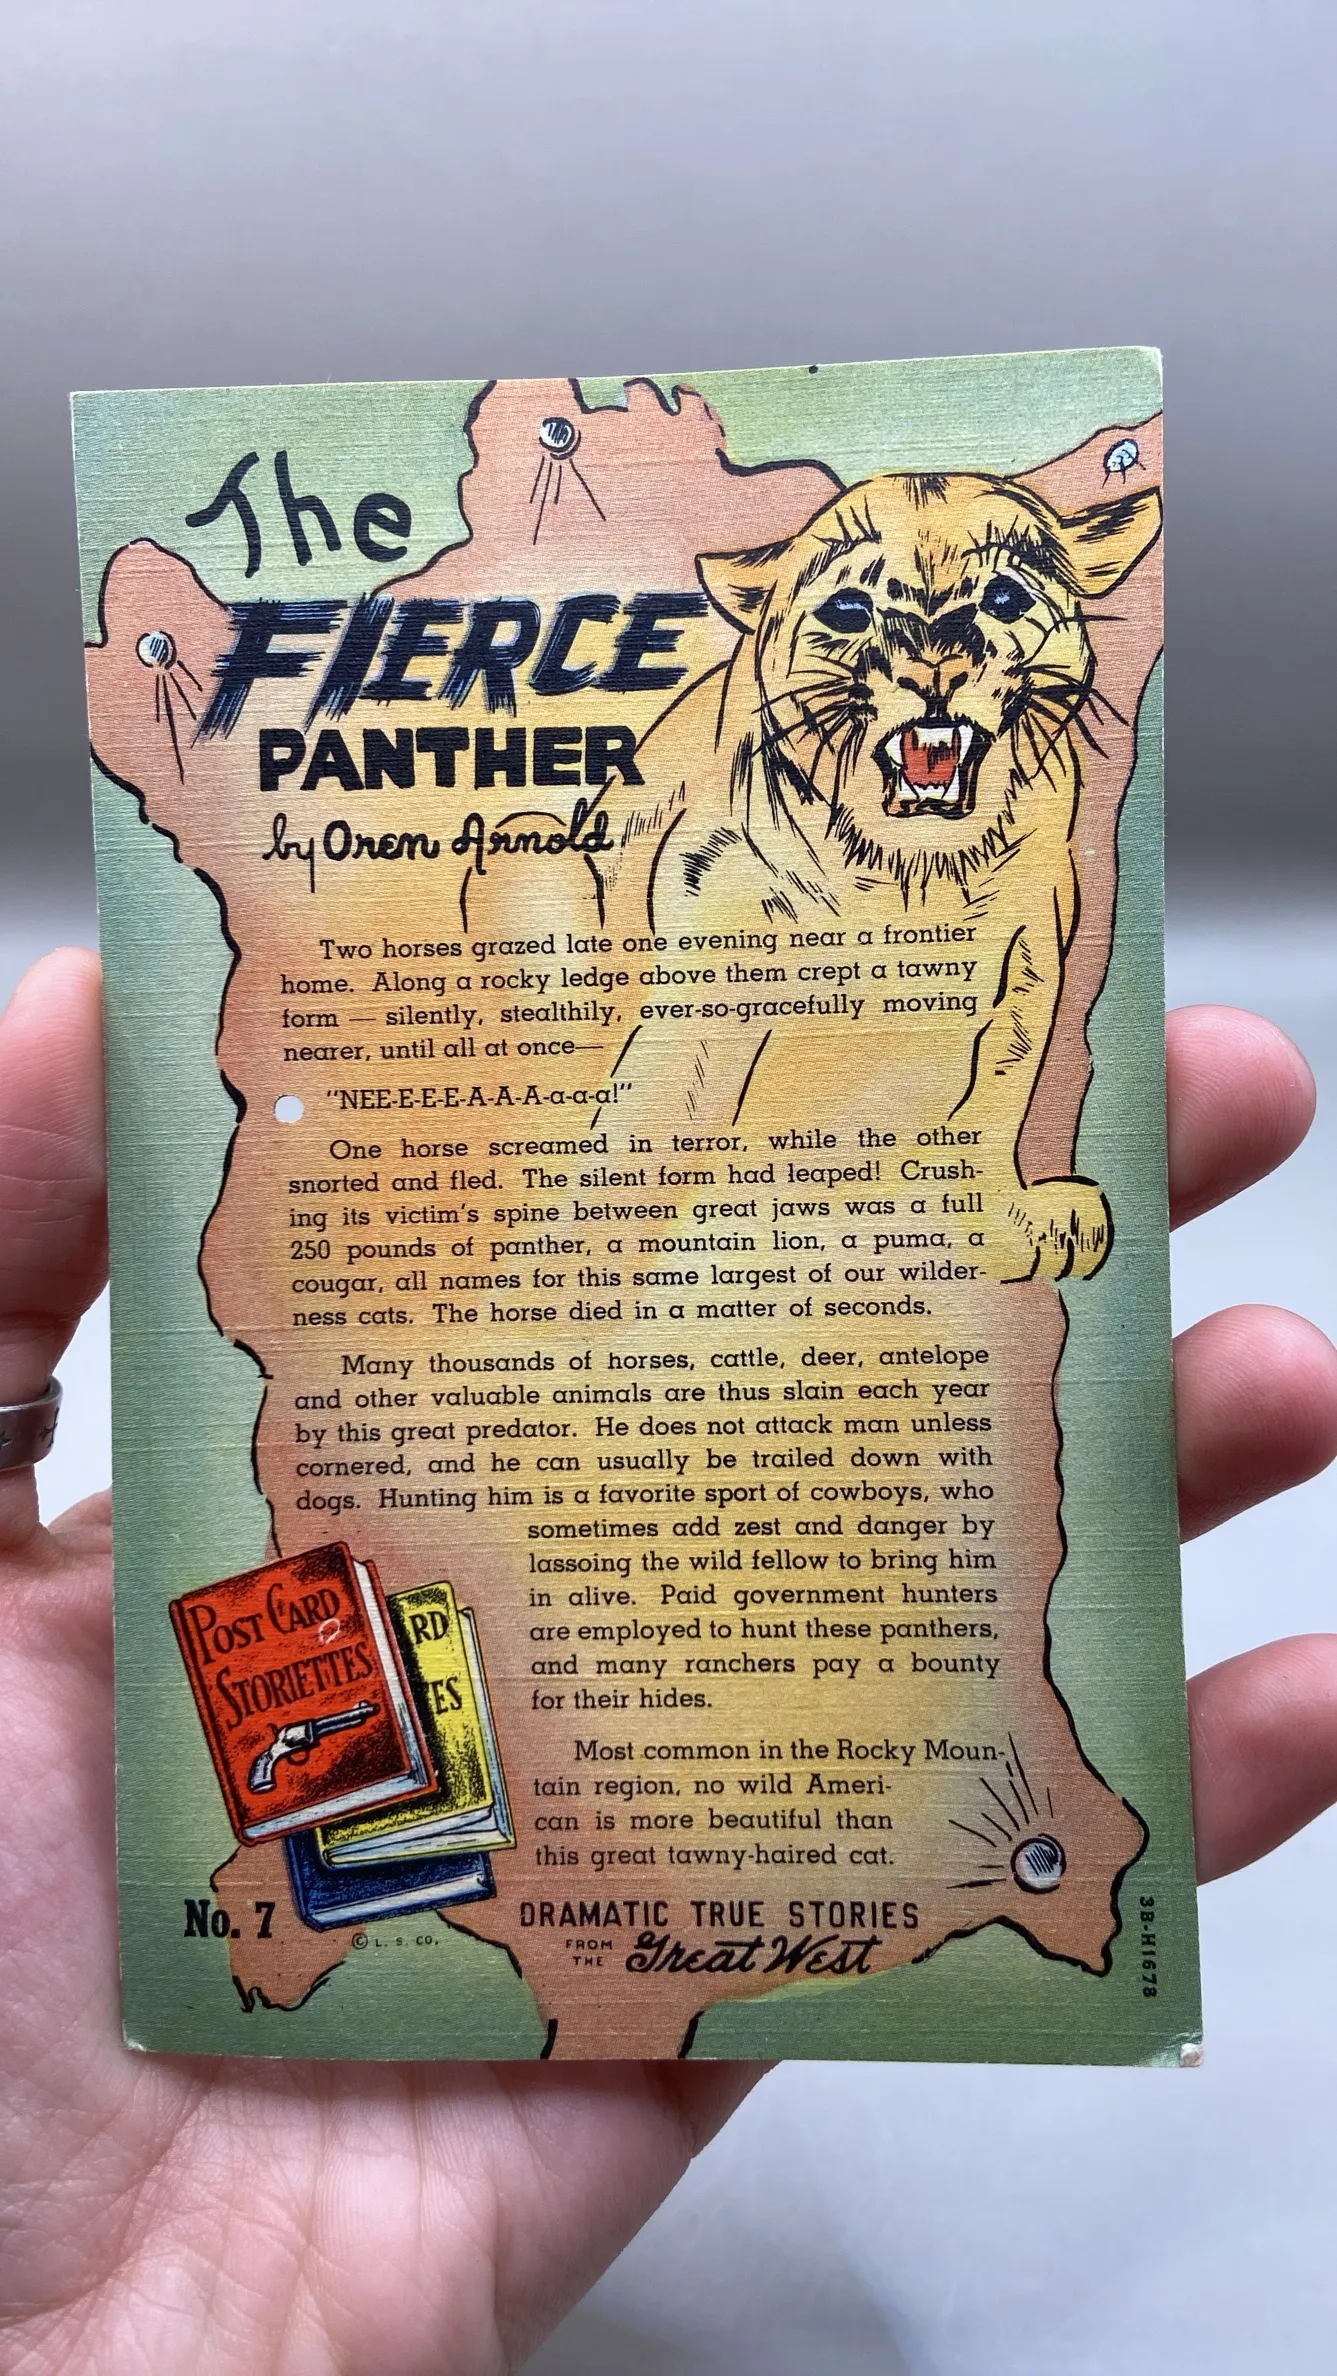 The
FIERCE
PANTHER
by Oren Arnold
Two horses grazed late one evening near a frontier
home. Along a rocky ledge above them crept a tawny
form — silently, stealthily, ever-so-gracefully moving
nearer, until all at once—
"NEE-E-E-E-A-A-A-a-a-a!"
One horse screamed in terror, while the other
snorted and fled. The silent form had leaped! Crush-
ing its victim's spine between great jaws was a full
250 pounds of panther, a mountain lion, a puma, a
cougar, all names for this same largest of our wilder-
ness cats. The horse died in a matter of seconds.
Many thousands of horses, cattle, deer, antelope
and other valuable animals are thus slain each year
by this great predator. He does not attack man unless
cornered, and he can usually be trailed down with
dogs. Hunting him is a favorite sport of cowboys, who
sometimes add zest and danger by
lassoing the wild fellow to bring him
in alive. Paid government hunters
are employed to hunt these panthers,
and many ranchers pay a bounty
for their hides.
Most common in the Rocky Moun-
tain region, no wild Ameri-
can is more beautiful than
this great tawny-haired cat.
POST CARD
STORIETTES
RD
ES
No. 7
© L. S. CO.
DRAMATIC TRUE STORIES
FROM THE Great West
3B-H1678